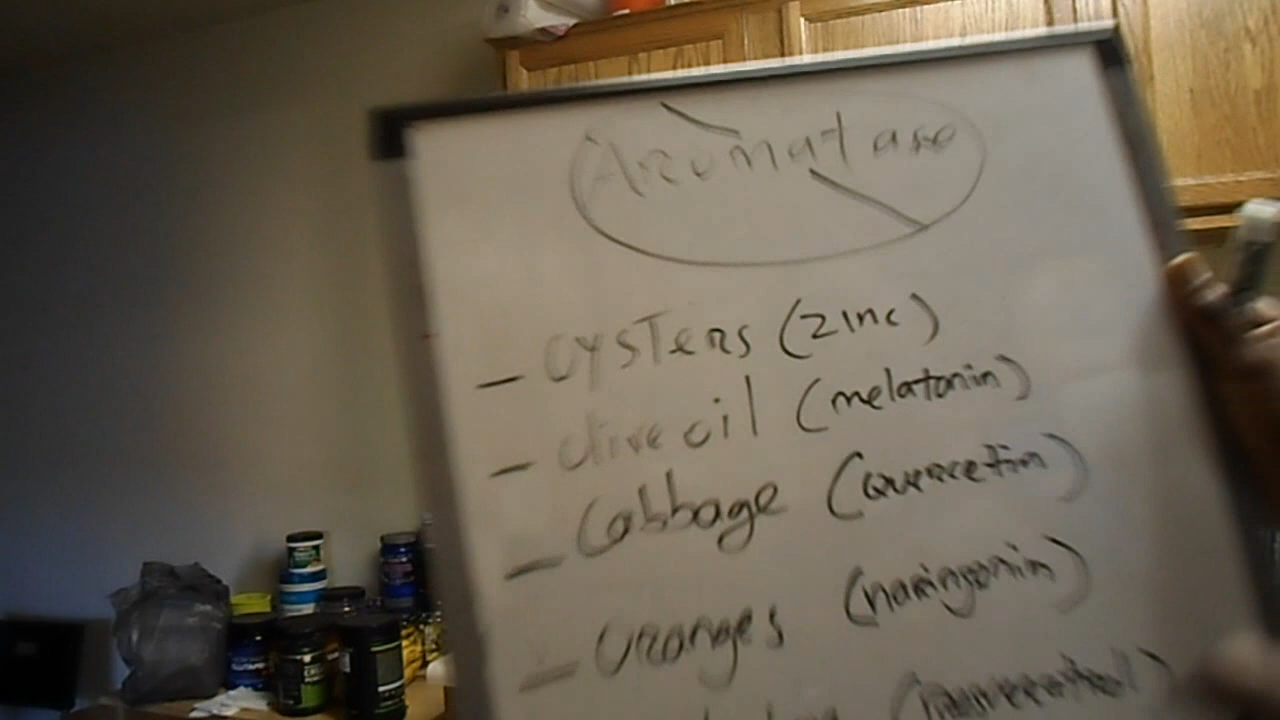 Aromatase
- Oysters (zinc)
- Olive oil (melatonin)
- Cabbage (Quercetin)
- Oranges (naringenin)